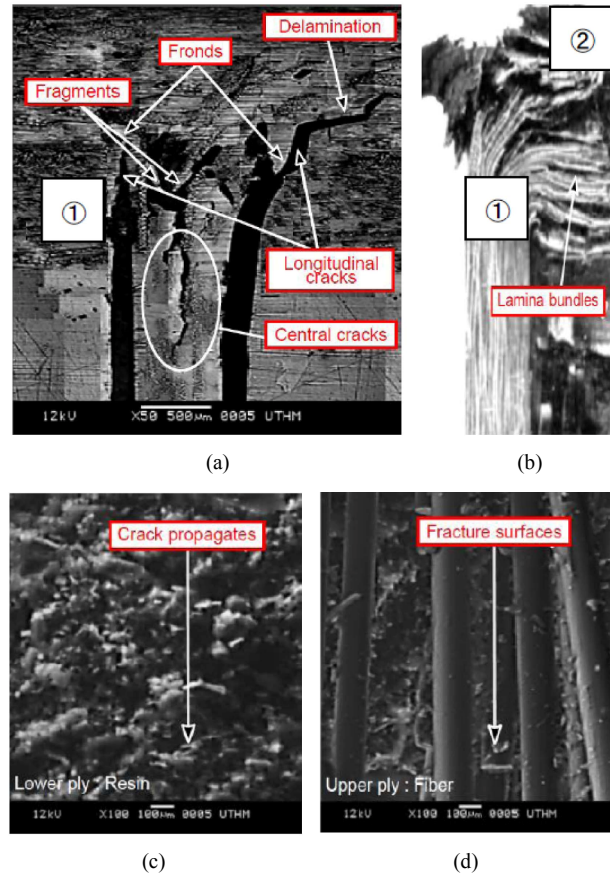 Delamination
Fronds
②
Fragments
①
①
Longitudinal
cracks
Lamina bundles
Central cracks
12kV X50 500μm 0005 UTHM
(a)
(b)
Crack propagates
Fracture surfaces
Lower ply : Resin
Upper ply : Fiber
12kV X100 100μm 0005 UTHM
12kV X100 100μm 0005 UTHM
(c)
(d)